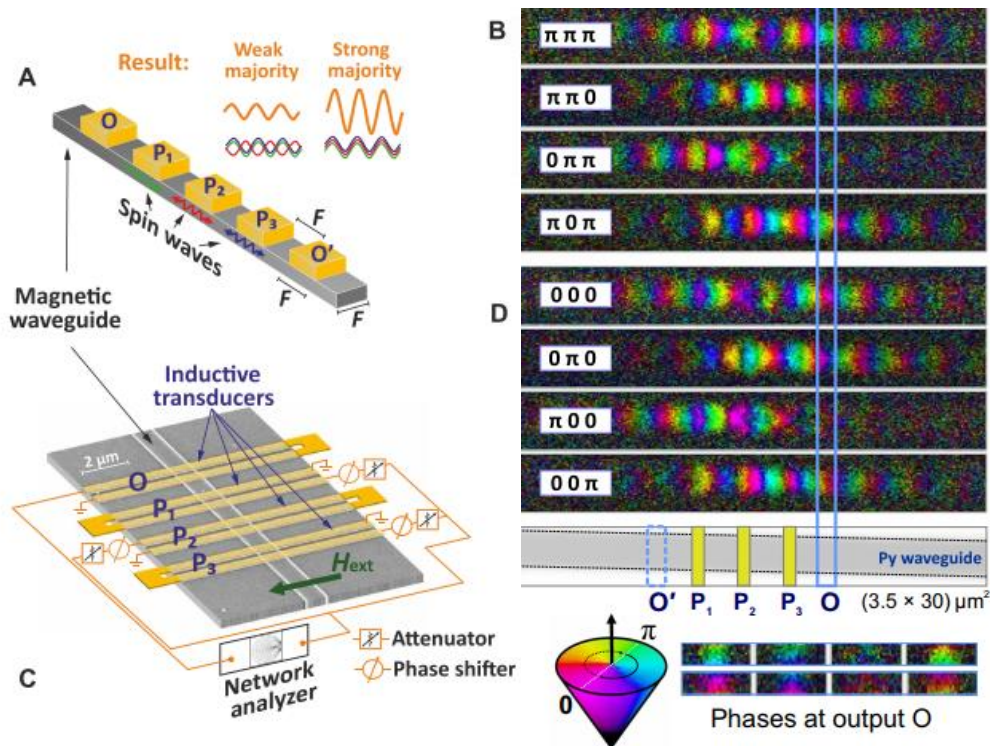 A
Result:
Weak
majority
Strong
majority
O
P₁
P₂
P₃
O'
F
F
F
Spin waves
Magnetic
waveguide
Inductive
transducers
2 μm
O
P₁
P₂
P₃
Hext
Attenuator
Phase shifter
Network
analyzer
C
B
π π π
π π 0
0 π π
π 0 π
D
0 0 0
0 π 0
π 0 0
0 0 π
Py waveguide
O' P₁ P₂ P₃ O (3.5 × 30) μm²
π
0
Phases at output O